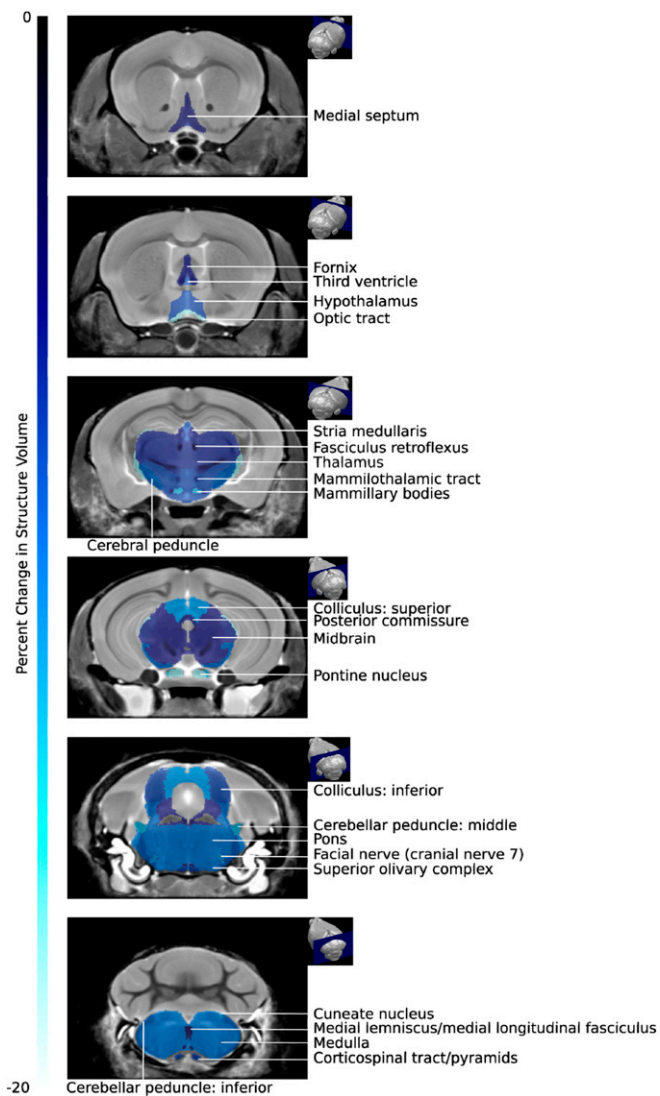 0
Medial septum
Fornix
Third ventricle
Hypothalamus
Optic tract
Stria medullaris
Fasciculus retroflexus
Thalamus
Mammilothalamic tract
Mammillary bodies
Cerebral peduncle
Percent Change in Structure Volume
Colliculus: superior
Posterior commissure
Midbrain
Pontine nucleus
Colliculus: inferior
Cerebellar peduncle: middle
Pons
Facial nerve (cranial nerve 7)
Superior olivary complex
Cuneate nucleus
Medial lemniscus/medial longitudinal fasciculus
Medulla
Corticospinal tract/pyramids
-20
Cerebellar peduncle: inferior